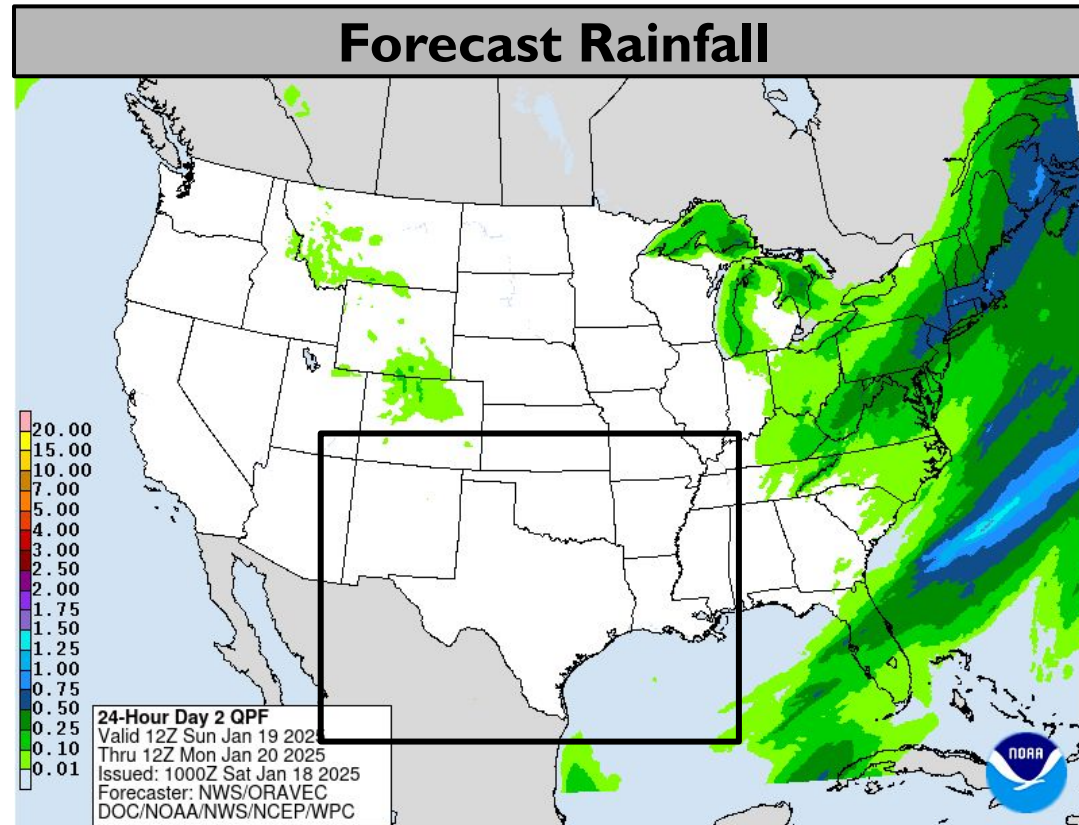 Forecast Rainfall
20.00
15.00
10.00
7.00
5.00
4.00
3.00
2.50
2.00
1.75
1.50
1.25
1.00
0.75
0.50
0.25
0.10
0.01
24-Hour Day 2 QPF
Valid 12Z Sun Jan 19 2025
Thru 12Z Mon Jan 20 2025
Issued: 1000Z Sat Jan 18 2025
Forecaster: NWS/ORAVEC
DOC/NOAA/NWS/NCEP/WPC
NOAA